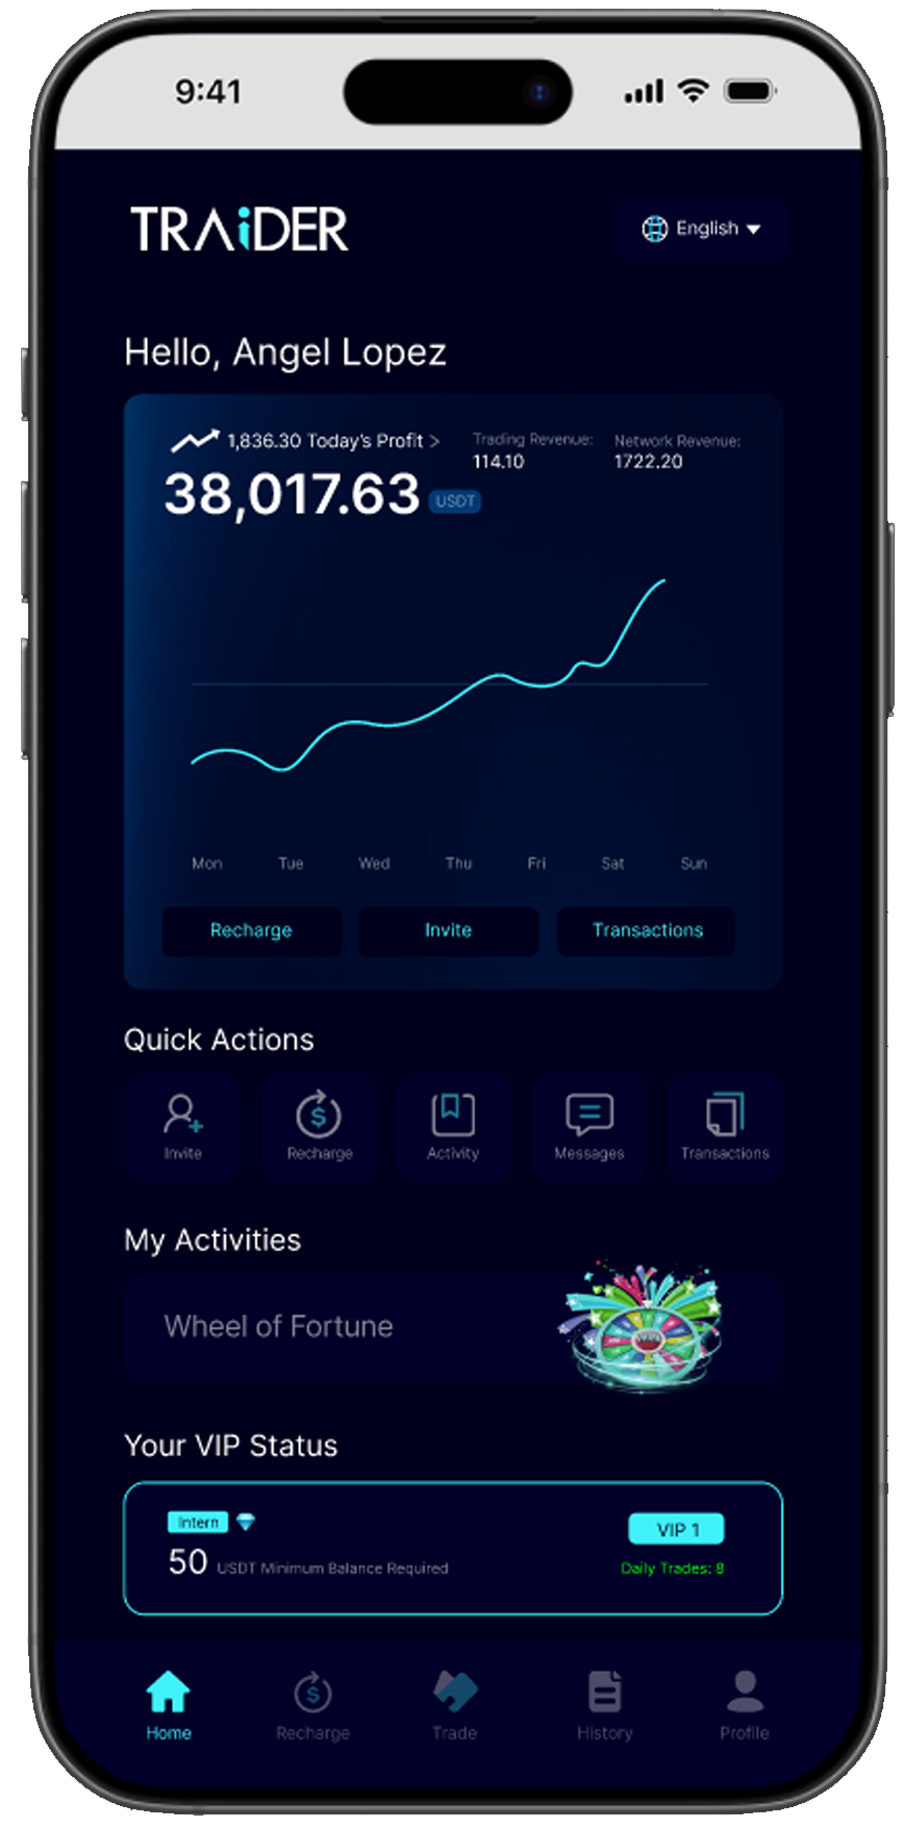 9:41
TRAiDER
English
Hello, Angel Lopez
1,836.30 Today's Profit >
Trading Revenue:
114.10
Network Revenue:
1722.20
38,017.63 USDT
Mon Tue Wed Thu Fri Sat Sun
Recharge Invite Transactions
Quick Actions
Invite Recharge Activity Messages Transactions
My Activities
Wheel of Fortune
Your VIP Status
Intern
VIP 1
50 USDT Minimum Balance Required
Daily Trades: 8
Home Recharge Trade History Profile